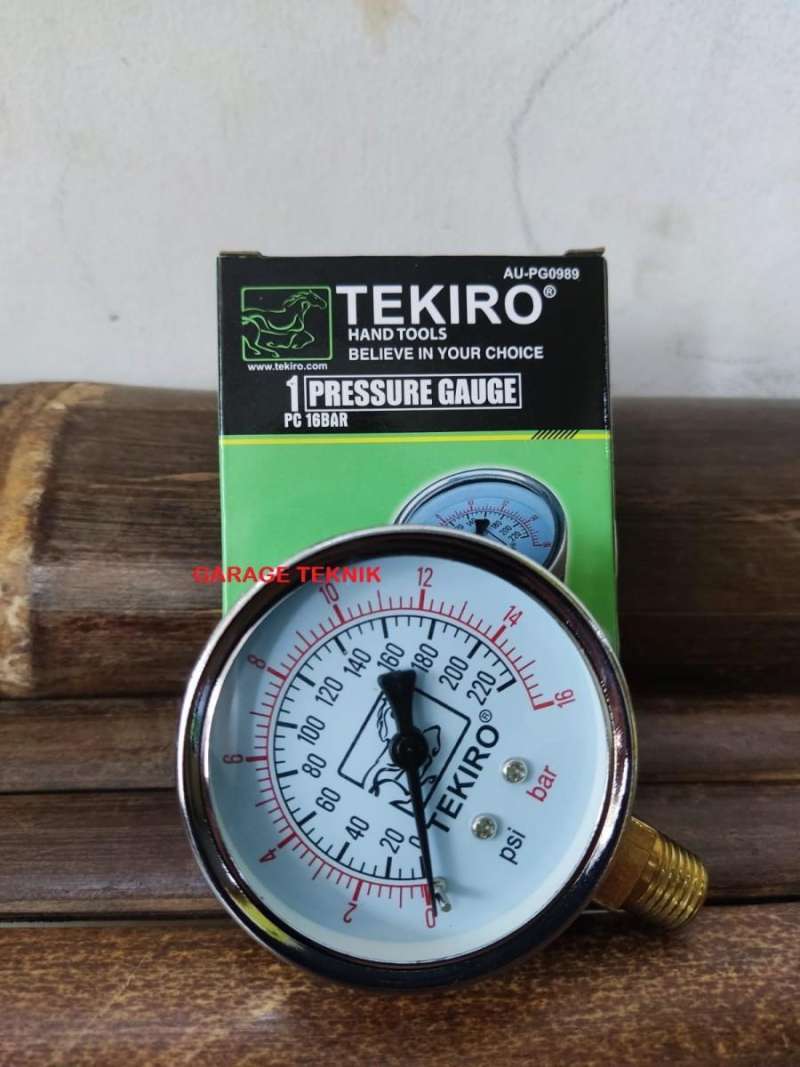 AU-PG0989
TEKIRO®
HAND TOOLS
BELIEVE IN YOUR CHOICE
www.tekiro.com
1 PRESSURE GAUGE
PC 16BAR
GARAGE TEKNIK
0 2 4 6 8 10 12 14 16
0 20 40 60 80 100 120 140 160 180 200 220
TEKIRO®
bar
psi